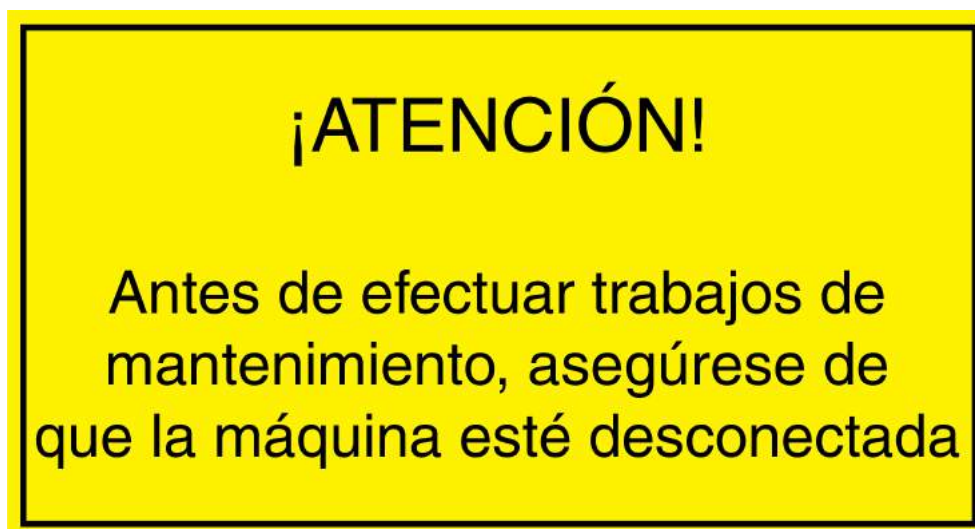 ¡ATENCIÓN!
Antes de efectuar trabajos de
mantenimiento, asegúrese de
que la máquina esté desconectada